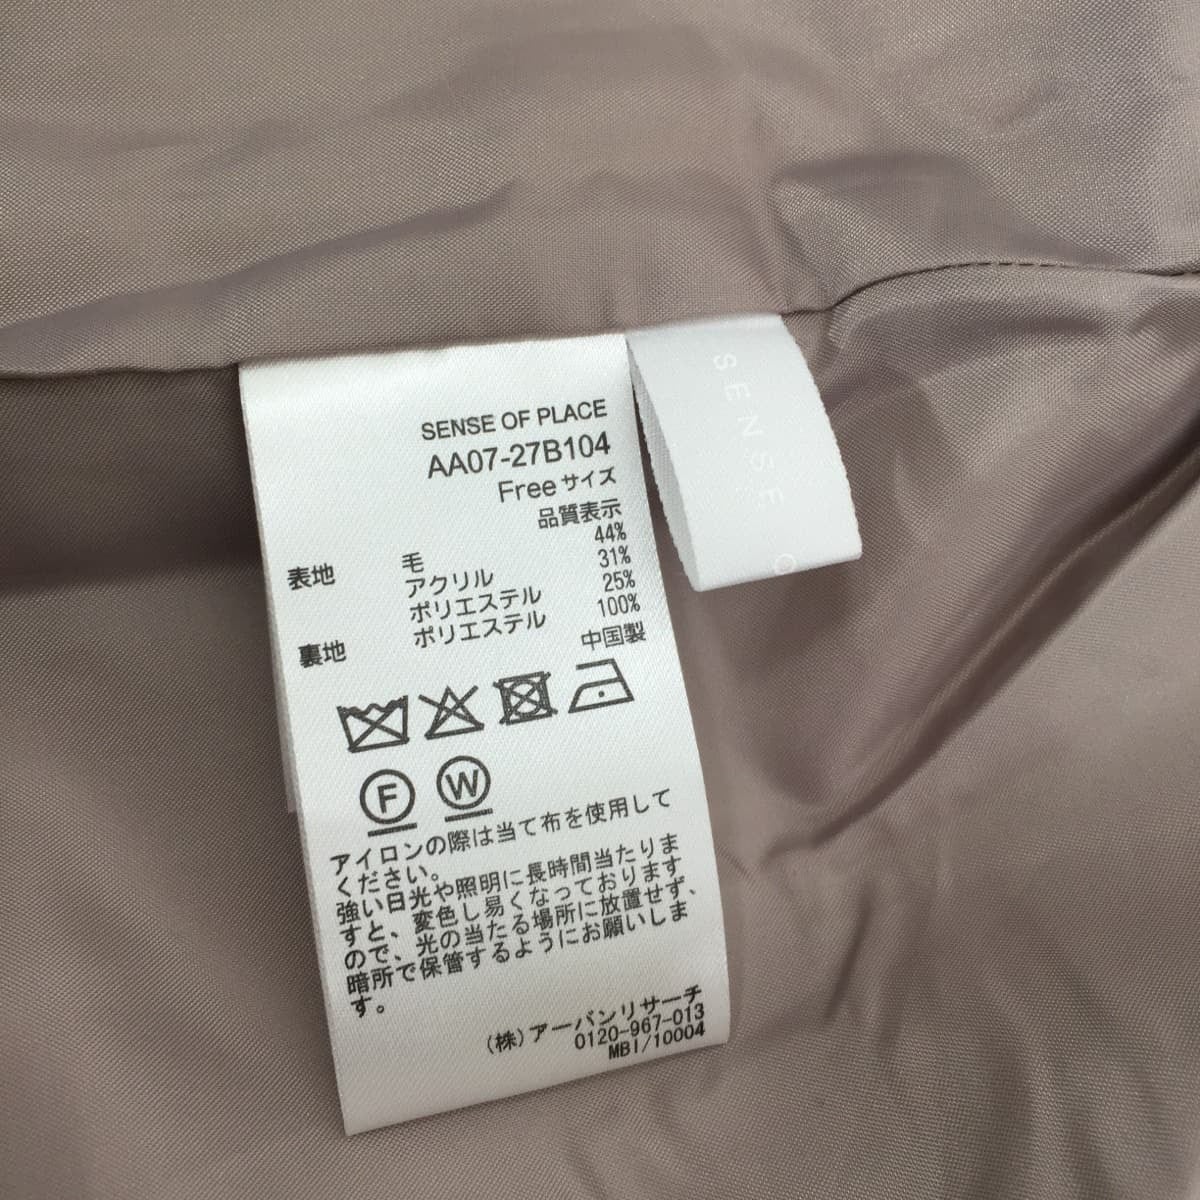 SENSE OF PLACE
AA07-27B104
Freeサイズ
品質表示
表地 毛 44%
アクリル 31%
ポリエステル 25%
裏地 ポリエステル 100%
中国製
F W
アイロンの際は当て布を使用して
ください。
強い日光や照明に長時間当たりま
すと、変色し易くなっております
ので、光の当たる場所に放置せず、
暗所で保管するようにお願いしま
す。
(株)アーバンリサーチ
0120-967-013
MBI/10004
SENSE O